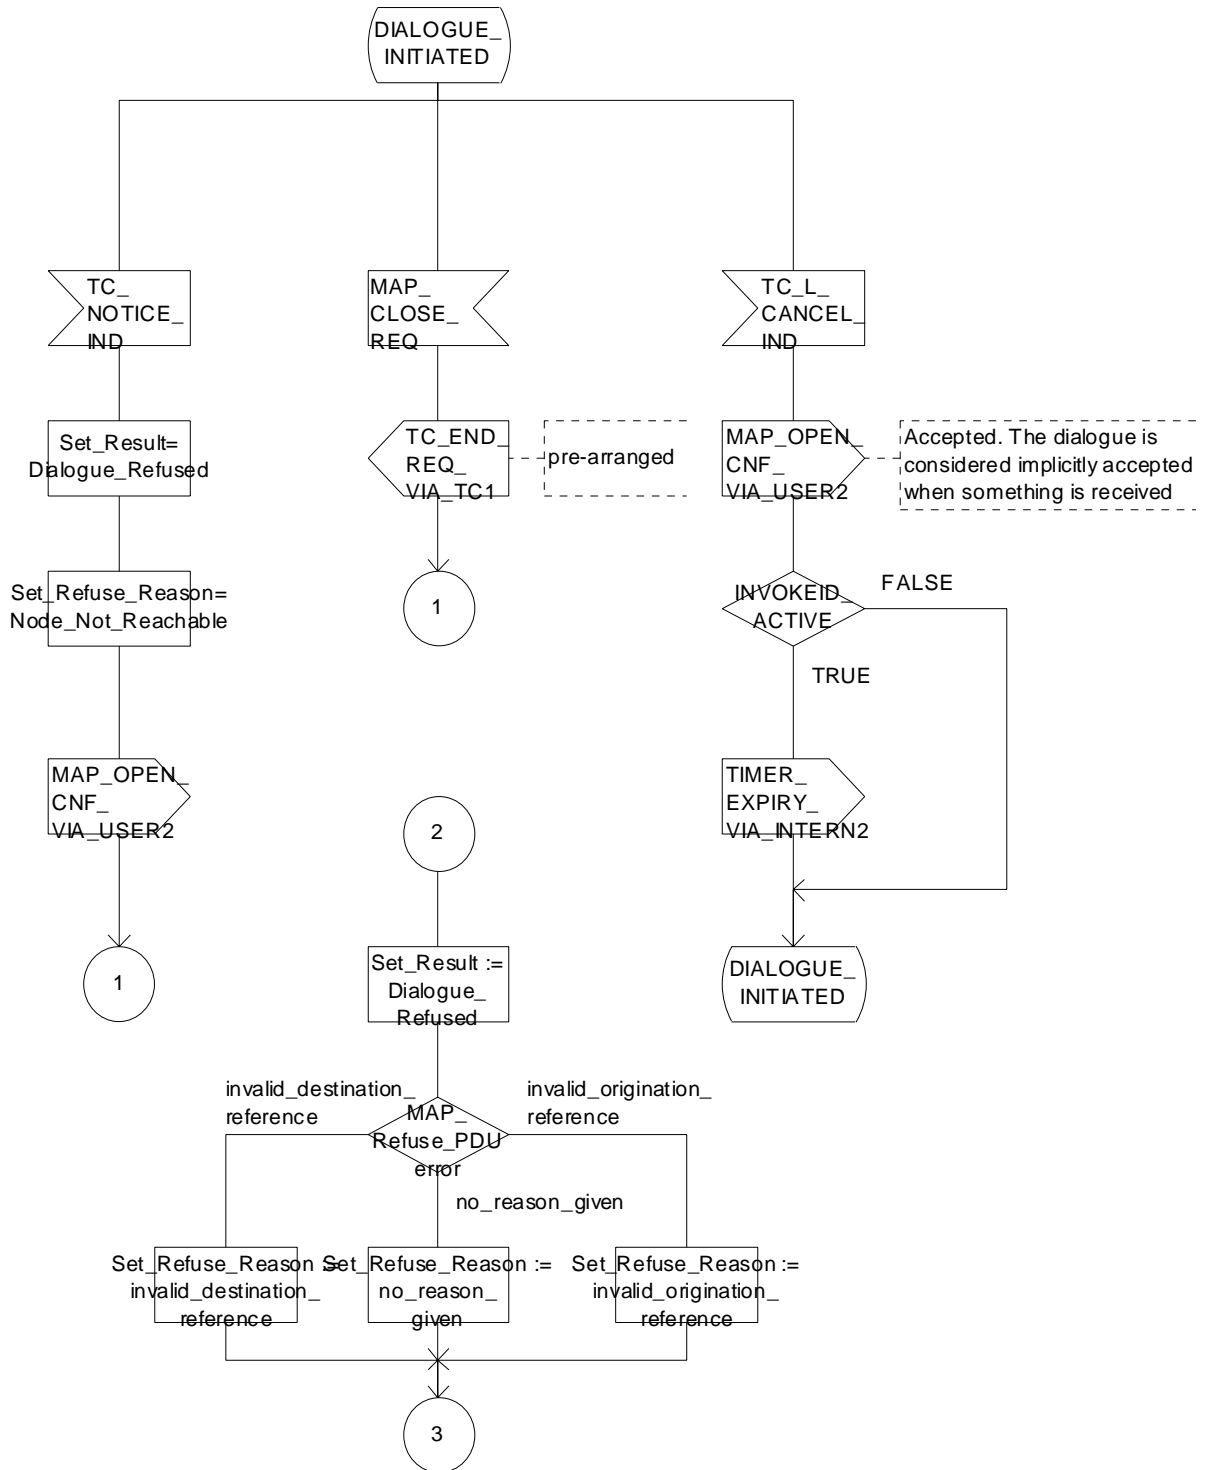 DIALOGUE_
INITIATED
TC_
NOTICE_
IND
MAP_
CLOSE_
REQ
TC_L_
CANCEL_
IND
Set_Result=
Dialogue_Refused
TC_END_
REQ_
VIA_TC1
pre-arranged
MAP_OPEN_
CNF_
VIA_USER2
Accepted. The dialogue is
considered implicitly accepted
when something is received
Set_Refuse_Reason=
Node_Not_Reachable
1
INVOKEID_
ACTIVE
FALSE
TRUE
MAP_OPEN_
CNF_
VIA_USER2
2
TIMER_
EXPIRY_
VIA_INTERN2
1
Set_Result :=
Dialogue_
Refused
DIALOGUE_
INITIATED
invalid_destination_
reference
MAP_
Refuse_PDU
error
invalid_origination_
reference
no_reason_given
Set_Refuse_Reason :=
invalid_destination_
reference
Set_Refuse_Reason :=
no_reason_
given
Set_Refuse_Reason :=
invalid_origination_
reference
3